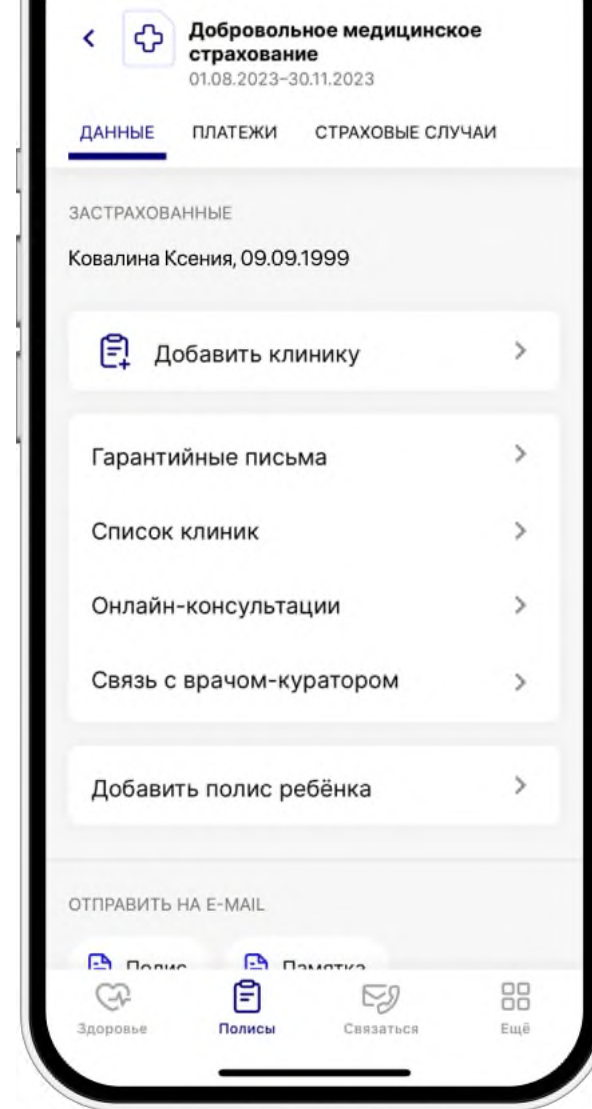 Добровольное медицинское
страхование
01.08.2023–30.11.2023
ДАННЫЕ ПЛАТЕЖИ СТРАХОВЫЕ СЛУЧАИ
ЗАСТРАХОВАННЫЕ
Ковалина Ксения, 09.09.1999
Добавить клинику
Гарантийные письма
Список клиник
Онлайн-консультации
Связь с врачом-куратором
Добавить полис ребёнка
ОТПРАВИТЬ НА E-MAIL
Полис Памятка
Здоровье Полисы Связаться Ещё